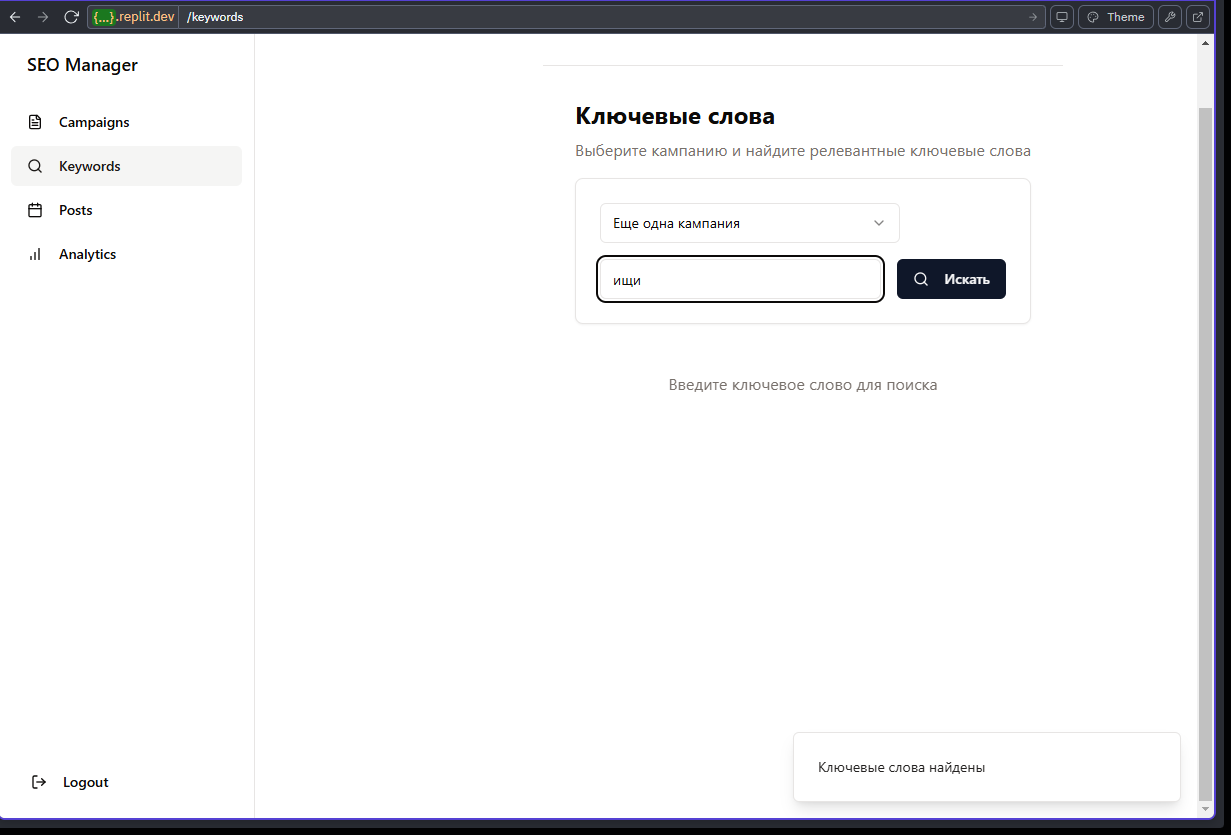 {...}.replit.dev /keywords
Theme
SEO Manager
Campaigns
Keywords
Posts
Analytics
Logout
Ключевые слова
Выберите кампанию и найдите релевантные ключевые слова
Еще одна кампания
ищи
Искать
Введите ключевое слово для поиска
Ключевые слова найдены